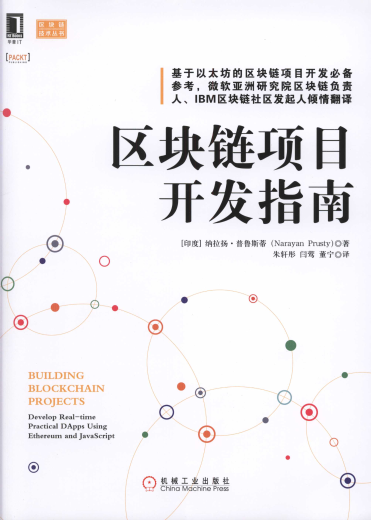 华章IT
区块链
技术丛书
PACKT
基于以太坊的区块链项目开发必备
参考，微软亚洲研究院区块链负责
人、IBM区块链社区发起人倾情翻译
区块链项目
开发指南
[印度] 纳拉扬·普鲁斯蒂（Narayan Prusty）著
朱轩彤 闫莺 董宁◎译
BUILDING
BLOCKCHAIN
PROJECTS
Develop Real-time
Practical DApps Using
Ethereum and JavaScript
机械工业出版社
China Machine Press